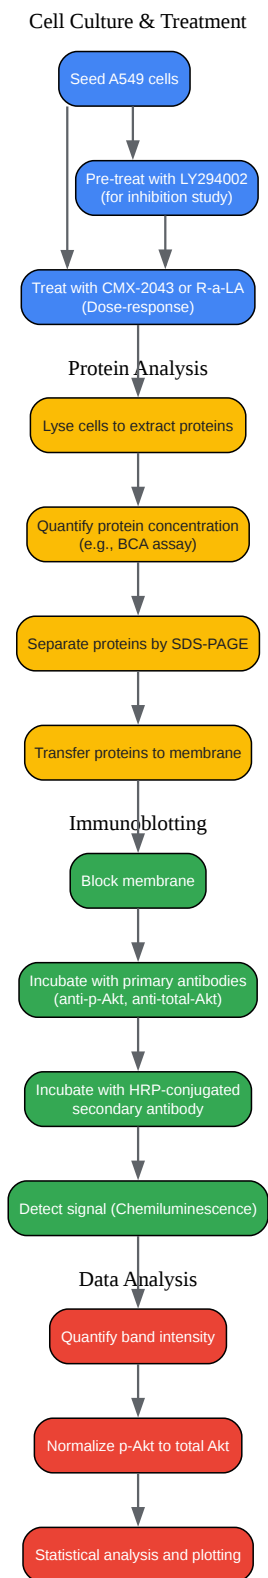 Cell Culture & Treatment
Seed A549 cells
Pre-treat with LY294002
(for inhibition study)
Treat with CMX-2043 or R-a-LA
(Dose-response)
Protein Analysis
Lyse cells to extract proteins
Quantify protein concentration
(e.g., BCA assay)
Separate proteins by SDS-PAGE
Transfer proteins to membrane
Immunoblotting
Block membrane
Incubate with primary antibodies
(anti-p-Akt, anti-total-Akt)
Incubate with HRP-conjugated
secondary antibody
Detect signal (Chemiluminescence)
Data Analysis
Quantify band intensity
Normalize p-Akt to total Akt
Statistical analysis and plotting